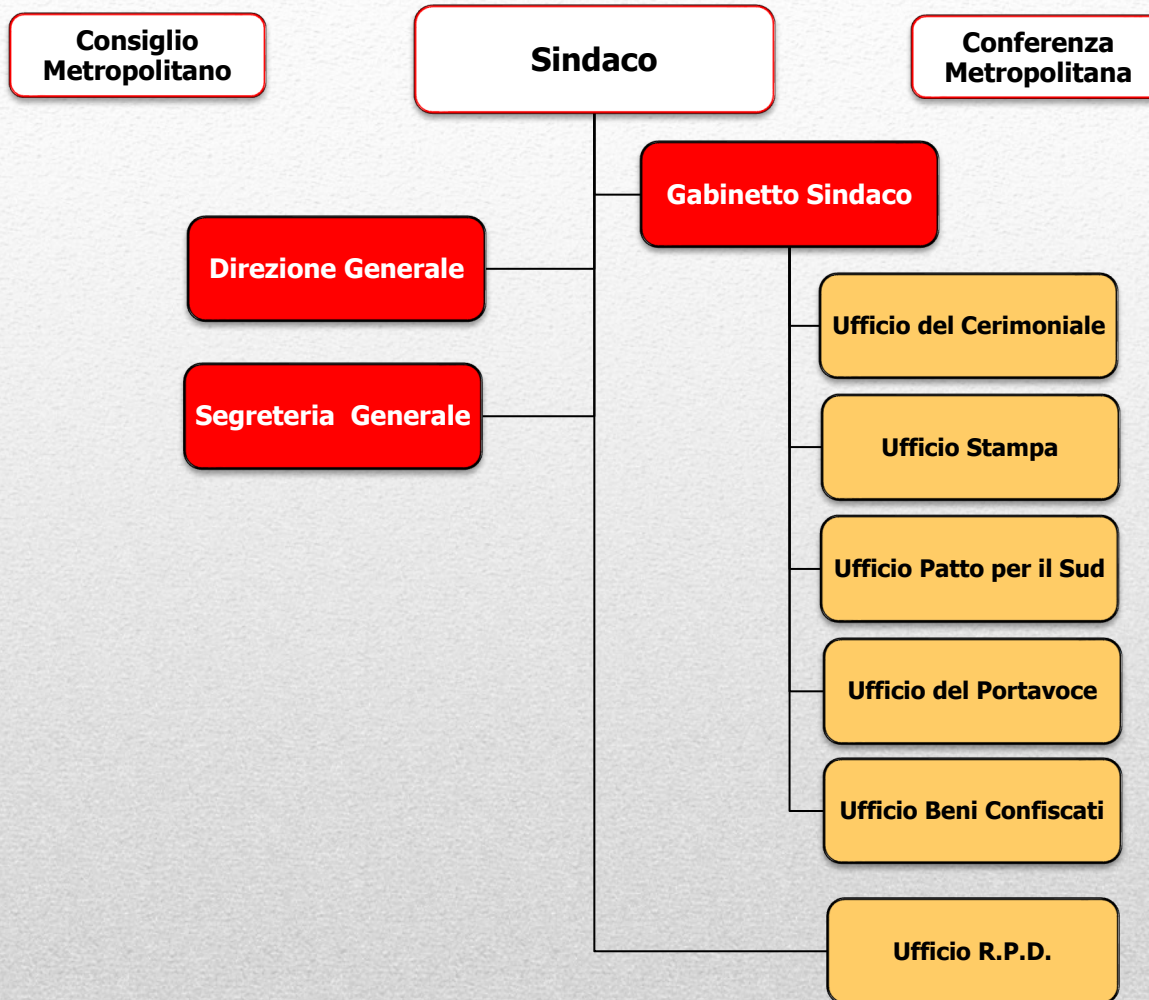 Consiglio
Metropolitano
Sindaco
Conferenza
Metropolitana
Gabinetto Sindaco
Direzione Generale
Ufficio del Cerimoniale
Segreteria  Generale
Ufficio Stampa
Ufficio Patto per il Sud
Ufficio del Portavoce
Ufficio Beni Confiscati
Ufficio R.P.D.